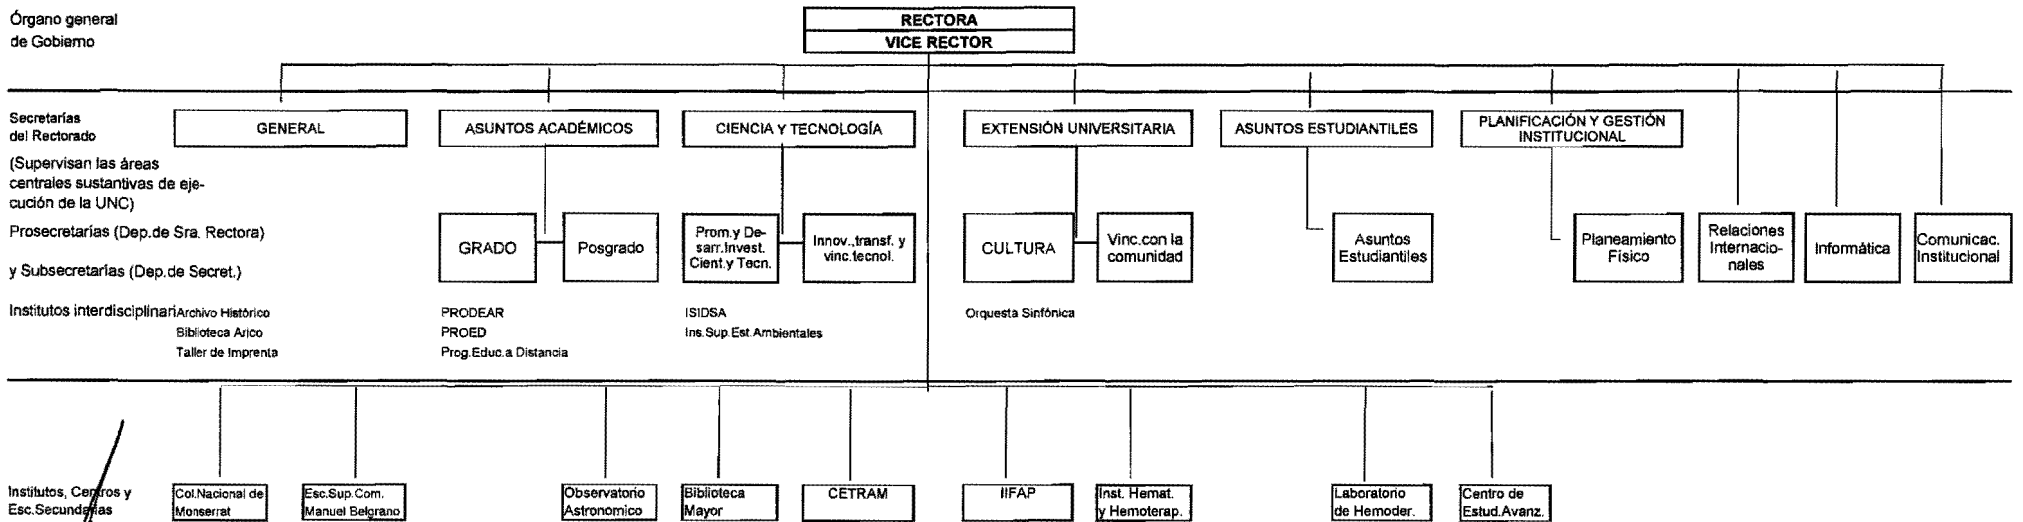 Órgano general
de Gobierno
RECTORA
VICE RECTOR
Secretarías
del Rectorado
GENERAL
ASUNTOS ACADÉMICOS
CIENCIA Y TECNOLOGÍA
EXTENSIÓN UNIVERSITARIA
ASUNTOS ESTUDIANTILES
PLANIFICACIÓN Y GESTIÓN
INSTITUCIONAL
(Supervisan las áreas
centrales sustantivas de eje-
cución de la UNC)
Prosecretarías (Dep.de Sra. Rectora)
y Subsecretarías (Dep.de Secret.)
GRADO
Posgrado
Prom.y De-
sarr.Invest.
Cient.y Tecn.
Innov.,transf. y
vinc.tecnol.
CULTURA
Vinc.con la
comunidad
Asuntos
Estudiantiles
Planeamiento
Físico
Relaciones
Internacio-
nales
Informática
Comunicac.
Institucional
Institutos interdisciplinari
Archivo Histórico
Biblioteca Arico
Taller de Imprenta
PRODEAR
PROED
Prog.Educ.a Distancia
ISIDSA
Ins.Sup.Est.Ambientales
Orquesta Sinfónica
Institutos, Centros y
Esc.Secundarias
Col.Nacional de
Monserrat
Esc.Sup.Com.
Manuel Belgrano
Observatorio
Astronomico
Biblioteca
Mayor
CETRAM
IIFAP
Inst. Hemat.
y Hemoterap.
Laboratorio
de Hemoder.
Centro de
Estud.Avanz.